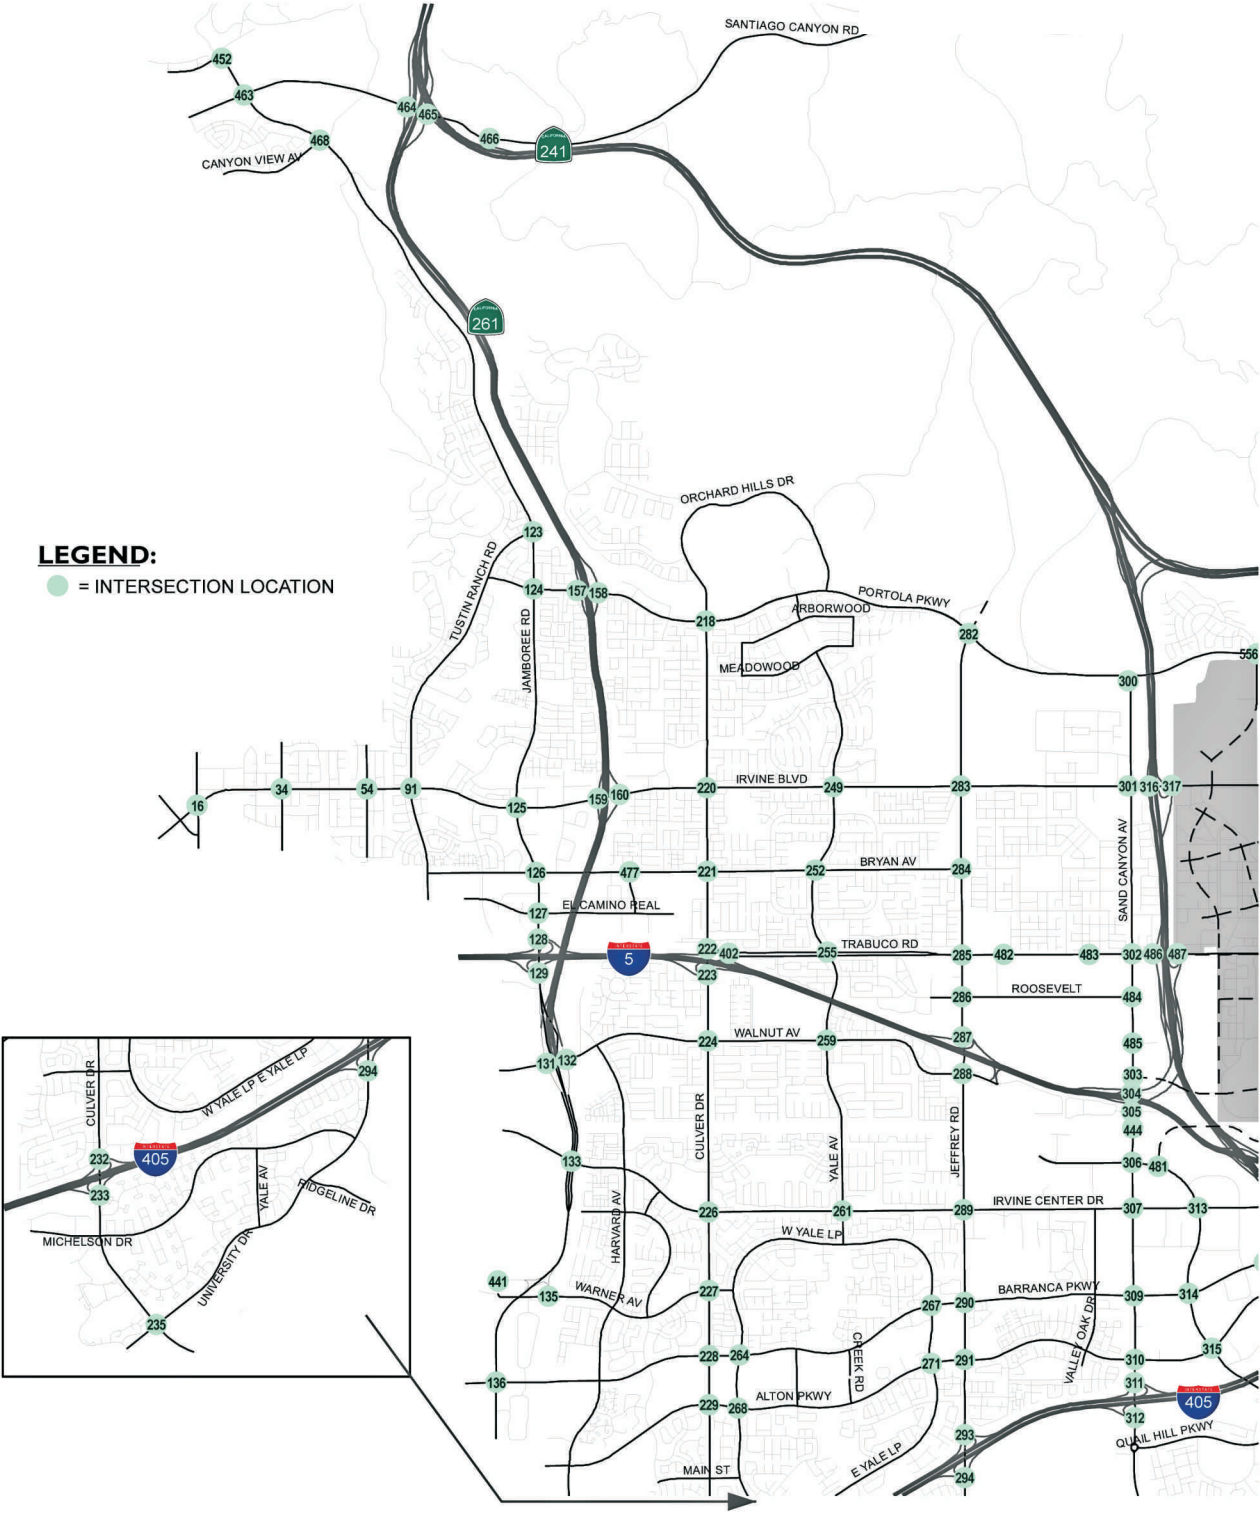 SANTIAGO CANYON RD
452
463
464
465
466
CALIFORNIA
241
468
CANYON VIEW AV
CALIFORNIA
261
ORCHARD HILLS DR
123
LEGEND:
= INTERSECTION LOCATION
TUSTIN RANCH RD
124
157
158
PORTOLA PKWY
ARBORWOOD
218
282
JAMBOREE RD
MEADOWOOD
556
300
16
34
54
91
125
159
160
220
IRVINE BLVD
249
283
301
316
317
SAND CANYON AV
126
477
221
252
BRYAN AV
284
127
EL CAMINO REAL
128
222
402
255
TRABUCO RD
285
482
483
302
486
487
INTERSTATE
5
129
223
286
ROOSEVELT
484
131
132
224
WALNUT AV
259
287
485
288
303
304
305
444
CULVER DR
W YALE LP E YALE LP
294
232
INTERSTATE
405
233
YALE AV
RIDGELINE DR
MICHELSON DR
UNIVERSITY DR
235
CULVER DR
YALE AV
JEFFREY RD
133
306
481
HARVARD AV
226
261
289
IRVINE CENTER DR
307
313
W YALE LP
441
135
WARNER AV
227
267
290
BARRANCA PKWY
309
314
VALLEY OAK DR
228
264
CREEK RD
271
291
310
315
136
311
229
268
ALTON PKWY
INTERSTATE
405
312
293
QUAIL HILL PKWY
E YALE LP
MAIN ST
294